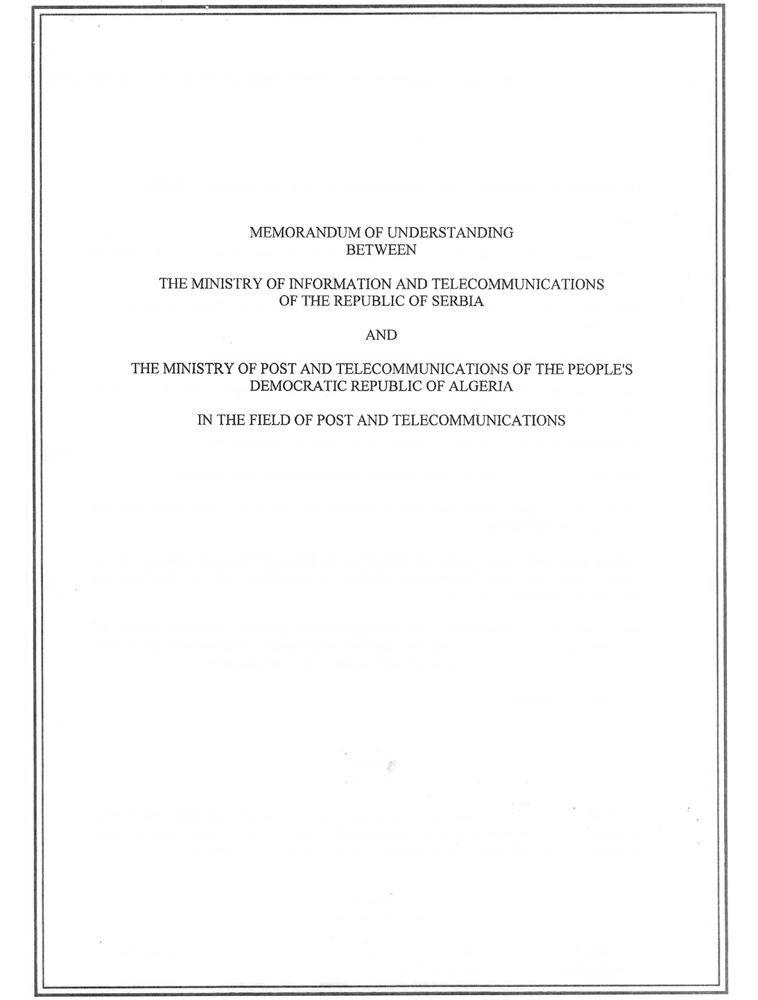 MEMORANDUM OF UNDERSTANDING
BETWEEN
THE MINISTRY OF INFORMATION AND TELECOMMUNICATIONS
OF THE REPUBLIC OF SERBIA
AND
THE MINISTRY OF POST AND TELECOMMUNICATIONS OF THE PEOPLE'S
DEMOCRATIC REPUBLIC OF ALGERIA
IN THE FIELD OF POST AND TELECOMMUNICATIONS